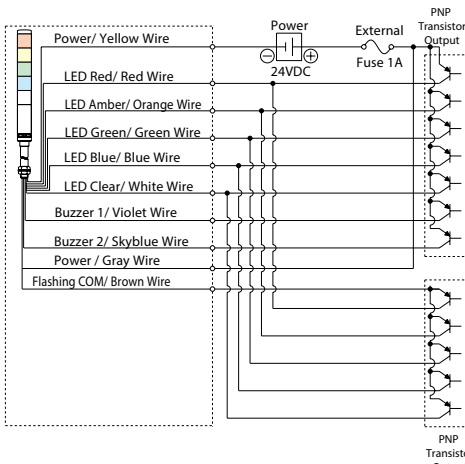 PNP
Transistor
Output
Power
External
24VDC
Fuse 1A
Power/ Yellow Wire
LED Red/ Red Wire
LED Amber/ Orange Wire
LED Green/ Green Wire
LED Blue/ Blue Wire
LED Clear/ White Wire
Buzzer 1/ Violet Wire
Buzzer 2/ Skyblue Wire
Power / Gray Wire
Flashing COM/ Brown Wire
PNP